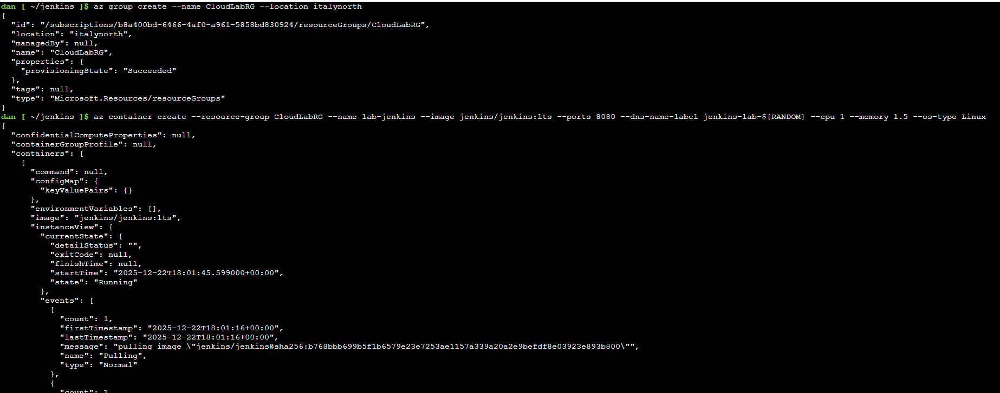 dan [ ~/jenkins ]$ az group create --name CloudLabRG --location italynorth
{
  "id": "/subscriptions/b8a400bd-6466-4af0-a961-5858bd830924/resourceGroups/CloudLabRG",
  "location": "italynorth",
  "managedBy": null,
  "name": "CloudLabRG",
  "properties": {
    "provisioningState": "Succeeded"
  },
  "tags": null,
  "type": "Microsoft.Resources/resourceGroups"
}
dan [ ~/jenkins ]$ az container create --resource-group CloudLabRG --name lab-jenkins --image jenkins/jenkins:lts --ports 8080 --dns-name-label jenkins-lab-${RANDOM} --cpu 1 --memory 1.5 --os-type Linux
{
  "confidentialComputeProperties": null,
  "containerGroupProfile": null,
  "containers": [
    {
      "command": null,
      "configMap": {
        "keyValuePairs": {}
      },
      "environmentVariables": [],
      "image": "jenkins/jenkins:lts",
      "instanceView": {
        "currentState": {
          "detailStatus": "",
          "exitCode": null,
          "finishTime": null,
          "startTime": "2025-12-22T18:01:45.599000+00:00",
          "state": "Running"
        },
        "events": [
          {
            "count": 1,
            "firstTimestamp": "2025-12-22T18:01:16+00:00",
            "lastTimestamp": "2025-12-22T18:01:16+00:00",
            "message": "pulling image \"jenkins/jenkins@sha256:b768bbb699b5f1b6579e23e7253ae1157a339a20a2e9befdf8e03923e893b800\"",
            "name": "Pulling",
            "type": "Normal"
          },
          {
            "count": 1,